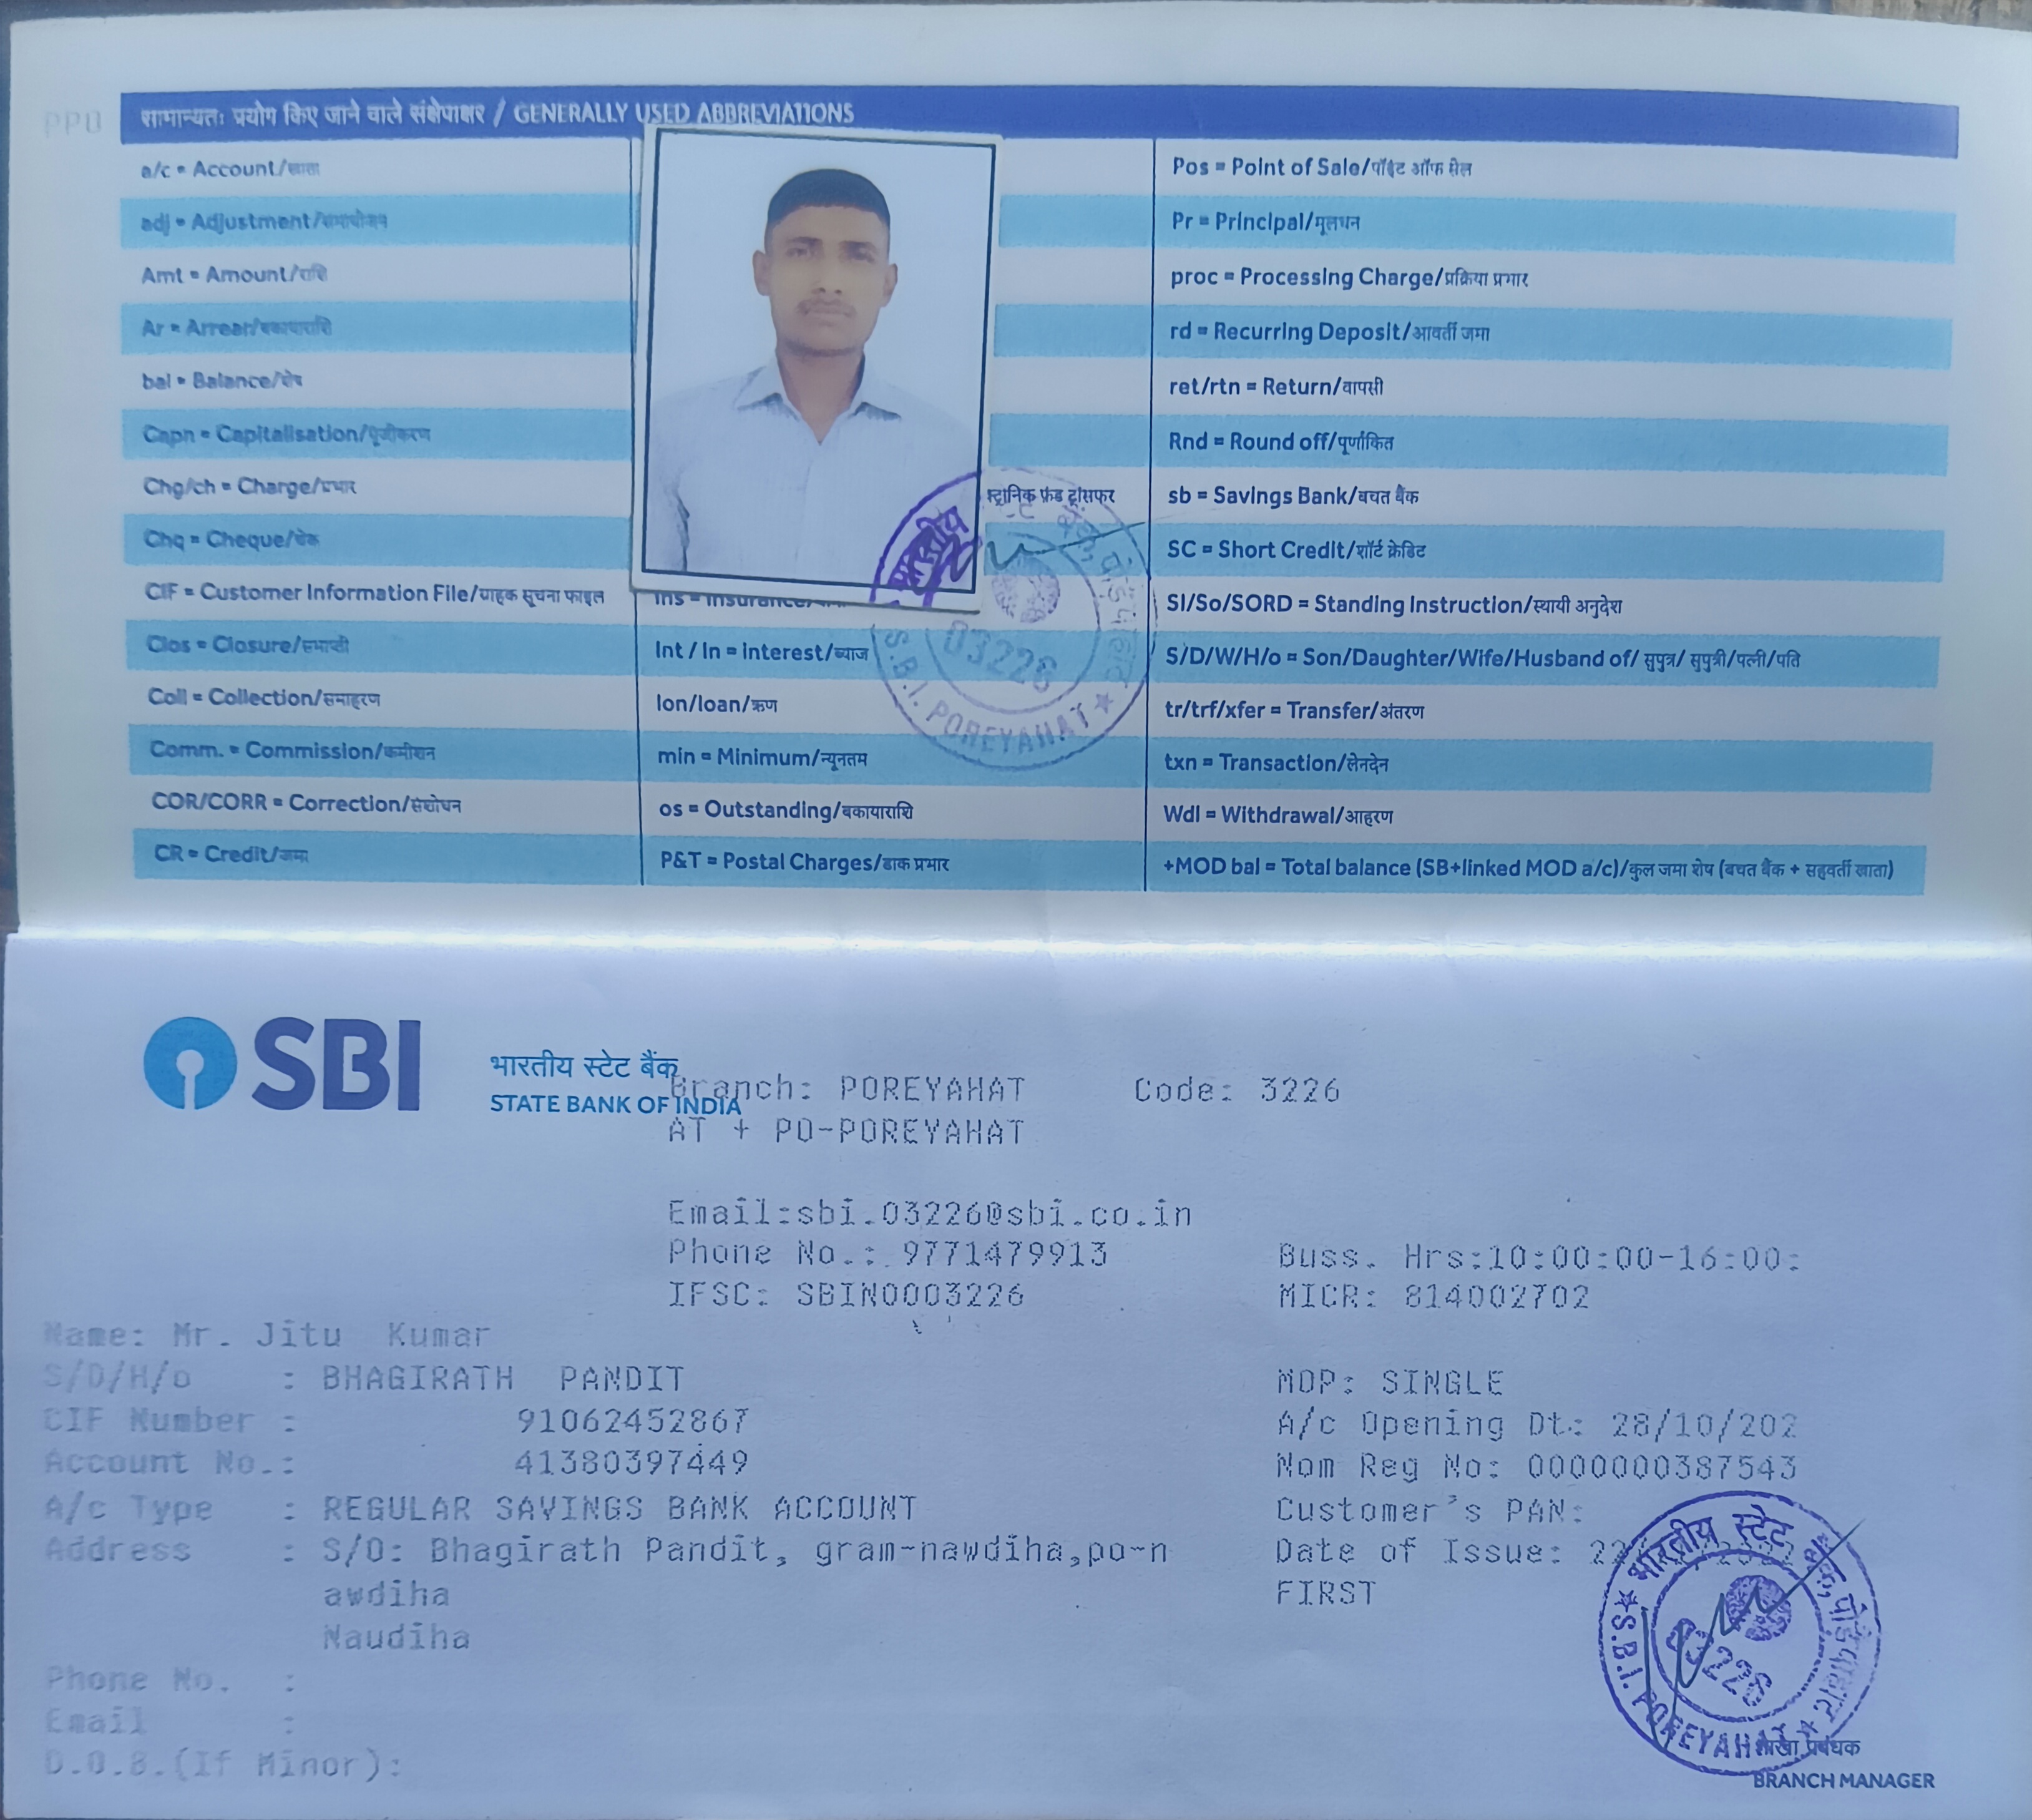 PPO
सामान्यतः प्रयोग किए जाने वाले संक्षेपाक्षर / GENERALLY USED ABBREVIATIONS
a/c = Account/खाता
adj = Adjustment/समायोजन
Amt = Amount/राशि
Ar = Arrear/बकायाराशि
bal = Balance/शेष
Capn = Capitalisation/पूंजीकरण
Chg/ch = Charge/प्रभार
Chq = Cheque/चेक
CIF = Customer Information File/ग्राहक सूचना फाइल
Clos = Closure/समाप्ती
Coll = Collection/समाहरण
Comm. = Commission/कमीशन
COR/CORR = Correction/संशोधन
CR = Credit/जमा
स्ट्रानिक फ़ंड ट्रांसफर
Ins = Insurance/
Int / In = Interest/ब्याज
lon/loan/ऋण
min = Minimum/न्यूनतम
os = Outstanding/बकायाराशि
P&T = Postal Charges/डाक प्रभार
Pos = Point of Sale/पॉइंट ऑफ सेल
Pr = Principal/मूलधन
proc = Processing Charge/प्रक्रिया प्रभार
rd = Recurring Deposit/आवर्ती जमा
ret/rtn = Return/वापसी
Rnd = Round off/पूर्णांकित
sb = Savings Bank/बचत बैंक
SC = Short Credit/शॉर्ट क्रेडिट
SI/So/SORD = Standing Instruction/स्थायी अनुदेश
S/D/W/H/o = Son/Daughter/Wife/Husband of/ सुपुत्र/ सुपुत्री/पत्नी/पति
tr/trf/xfer = Transfer/अंतरण
txn = Transaction/लेनदेन
Wdl = Withdrawal/आहरण
+MOD bal = Total balance (SB+linked MOD a/c)/कुल जमा शेष (बचत बैंक + सहवर्ती खाता)
भारतीय
03226
S.B.I. POREYAHAT ★
SBI
भारतीय स्टेट बैंक
STATE BANK OF INDIA
Branch: POREYAHAT Code: 3226
AT + PO-POREYAHAT
Email:sbi.03226@sbi.co.in
Phone No.: 9771479913 Buss. Hrs:10:00:00-16:00:
IFSC: SBIN0003226 MICR: 814002702
Name: Mr. Jitu Kumar
S/D/H/o : BHAGIRATH PANDIT MOP: SINGLE
CIF Number : 91062452867 A/c Opening Dt.: 28/10/202
Account No.: 41380397449 Nom Reg No: 0000000387543
A/c Type : REGULAR SAVINGS BANK ACCOUNT Customer's PAN:
Address : S/O: Bhagirath Pandit, gram-nawdiha,po-n Date of Issue:
awdiha FIRST
Naudiha
Phone No. :
Email :
D.O.B.(If Minor):
भारतीय स्टेट बैंक, पोड़ैयाहाट
03226
★ S.B.I. POREYAHAT ★
शाखा प्रबंधक
BRANCH MANAGER